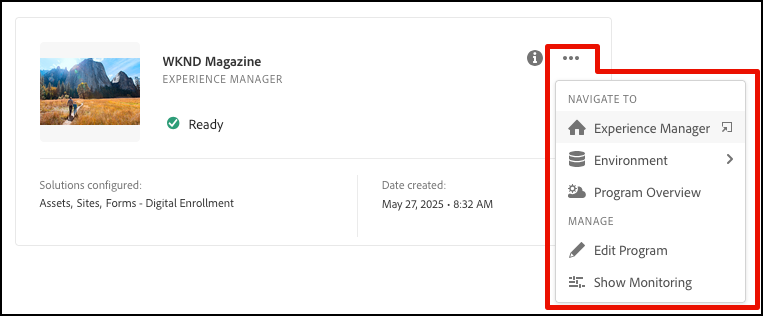 WKND Magazine
EXPERIENCE MANAGER
Ready
Solutions configured:
Assets, Sites, Forms - Digital Enrollment
Date created:
May 27, 2025 • 8:32 AM
NAVIGATE TO
Experience Manager
Environment
Program Overview
MANAGE
Edit Program
Show Monitoring